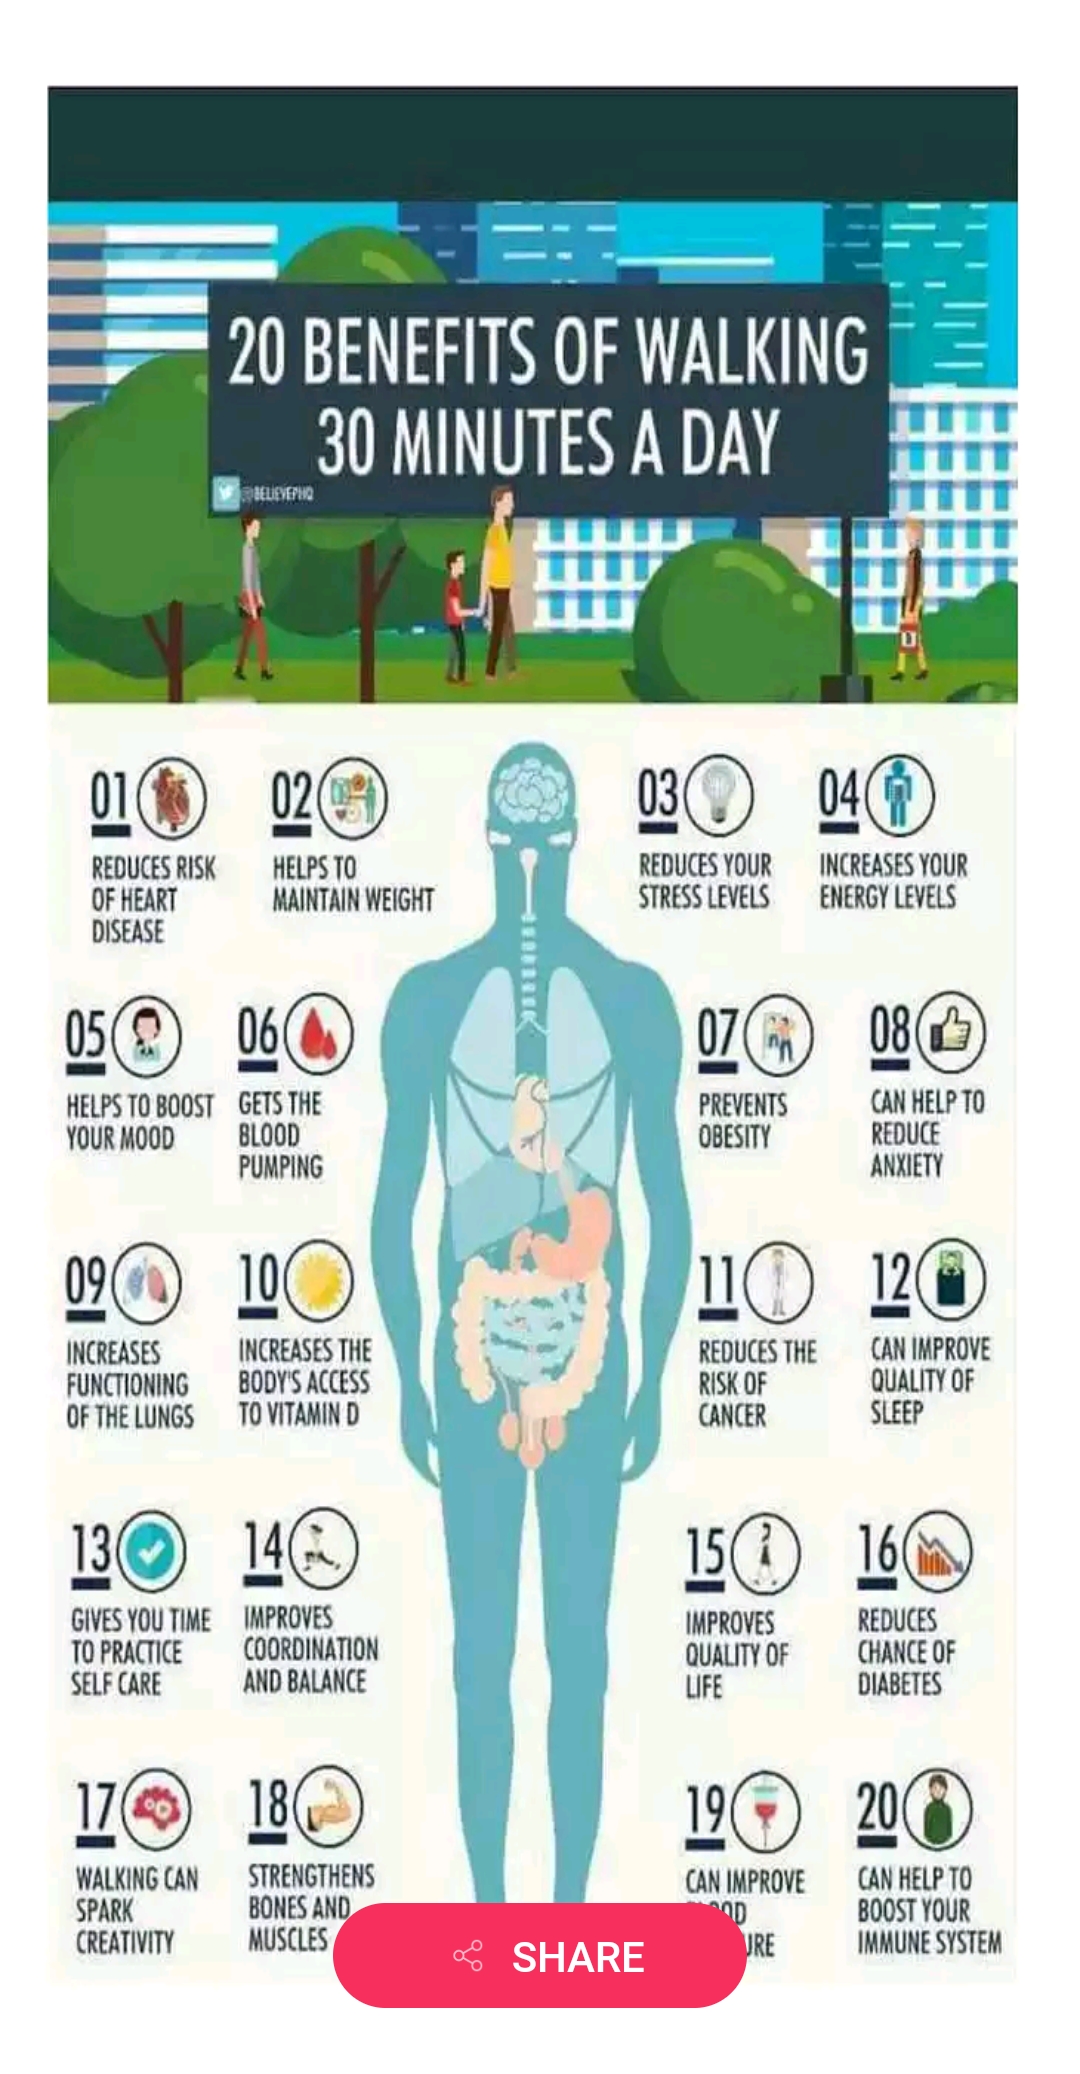 20 BENEFITS OF WALKING
30 MINUTES A DAY
@BELIEVEPHQ
01
REDUCES RISK
OF HEART
DISEASE
02
HELPS TO
MAINTAIN WEIGHT
03
REDUCES YOUR
STRESS LEVELS
04
INCREASES YOUR
ENERGY LEVELS
05
HELPS TO BOOST
YOUR MOOD
06
GETS THE
BLOOD
PUMPING
07
PREVENTS
OBESITY
08
CAN HELP TO
REDUCE
ANXIETY
09
INCREASES
FUNCTIONING
OF THE LUNGS
10
INCREASES THE
BODY'S ACCESS
TO VITAMIN D
11
REDUCES THE
RISK OF
CANCER
12
CAN IMPROVE
QUALITY OF
SLEEP
13
GIVES YOU TIME
TO PRACTICE
SELF CARE
14
IMPROVES
COORDINATION
AND BALANCE
15
IMPROVES
QUALITY OF
LIFE
16
REDUCES
CHANCE OF
DIABETES
17
WALKING CAN
SPARK
CREATIVITY
18
STRENGTHENS
BONES AND
MUSCLES
19
CAN IMPROVE
20
CAN HELP TO
BOOST YOUR
IMMUNE SYSTEM
SHARE